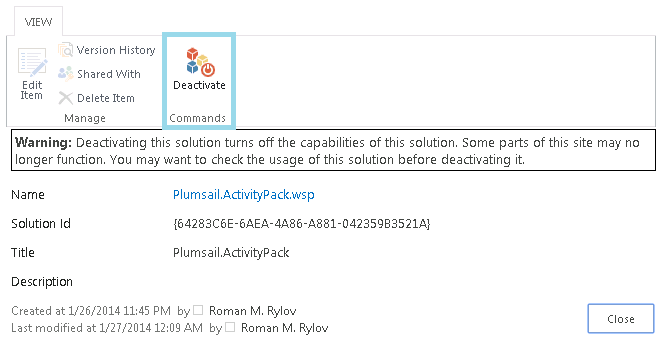 VIEW
Edit Item
Version History
Shared With
Delete Item
Manage
Deactivate
Commands
Warning: Deactivating this solution turns off the capabilities of this solution. Some parts of this site may no
longer function. You may want to check the usage of this solution before deactivating it.
Name Plumsail.ActivityPack.wsp
Solution Id {64283C6E-6AEA-4A86-A881-042359B3521A}
Title Plumsail.ActivityPack
Description
Created at 1/26/2014 11:45 PM by Roman M. Rylov
Last modified at 1/27/2014 12:09 AM by Roman M. Rylov
Close